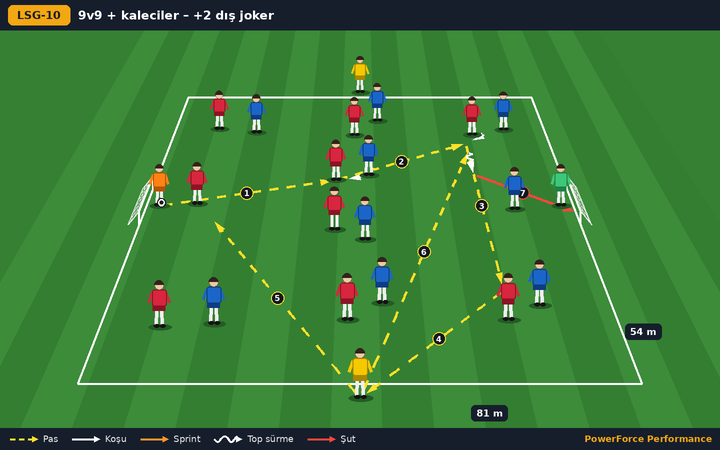 LSG-10 9v9 + kaleciler – +2 dış joker
1
2
7
3
6
5
4
54 m
81 m
Pas Koşu Sprint Top sürme Şut PowerForce Performance